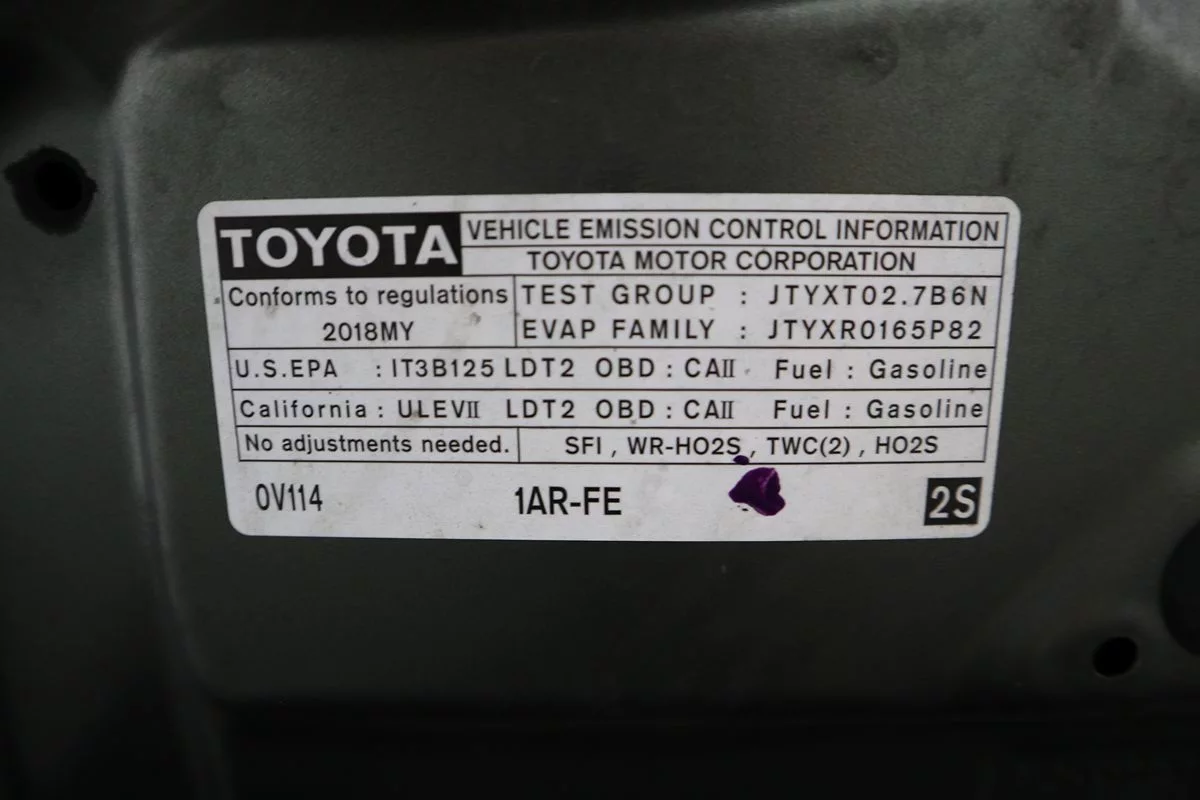 TOYOTA
VEHICLE EMISSION CONTROL INFORMATION
TOYOTA MOTOR CORPORATION
Conforms to regulations
2018MY
TEST GROUP : JTYXT02.7B6N
EVAP FAMILY : JTYXR0165P82
U.S.EPA : IT3B125 LDT2 OBD : CAII Fuel : Gasoline
California : ULEVII LDT2 OBD : CAII Fuel : Gasoline
No adjustments needed.
SFI , WR-HO2S , TWC(2) , HO2S
0V114 1AR-FE 2S